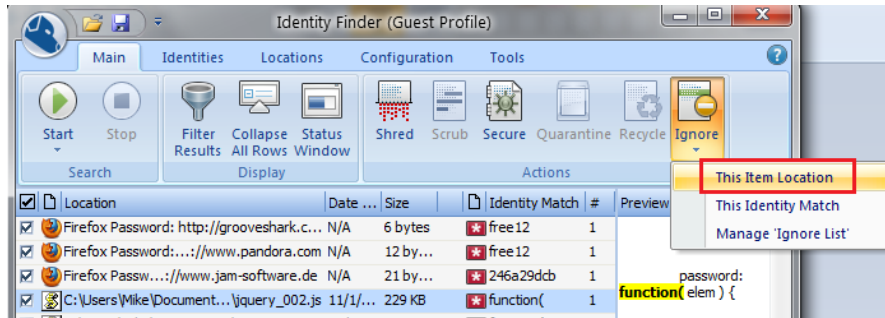 Identity Finder (Guest Profile)
Main Identities Locations Configuration Tools
Start Stop Filter Results Collapse All Rows Status Window Shred Scrub Secure Quarantine Recycle Ignore
Search Display Actions
This Item Location
This Identity Match
Manage 'Ignore List'
Location Date ... Size Identity Match # Preview
Firefox Password: http://grooveshark.c... N/A 6 bytes free12 1
Firefox Password:...://www.pandora.com N/A 12 by... free12 1
Firefox Passw...://www.jam-software.de N/A 21 by... 246a29dcb 1
C:\Users\Mike\Document...\jquery_002.js 11/1/... 229 KB function( 1
password:
function( elem ) {